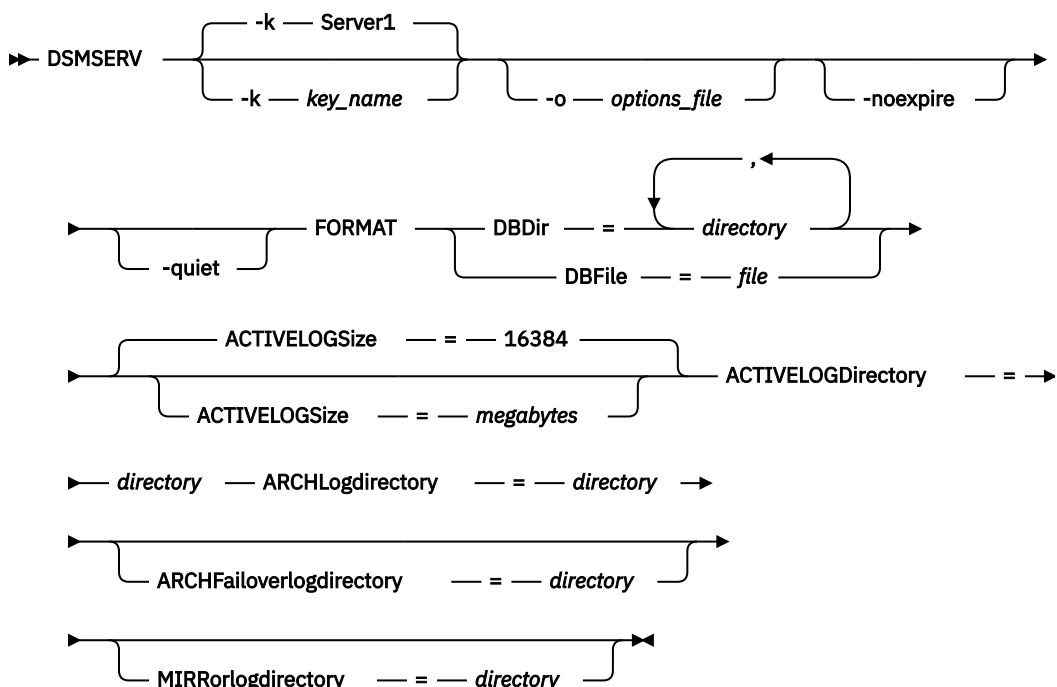 -k Server1
DSMSERV
-k key_name
-o options_file
-noexpire
,
FORMAT
DBDir = directory
-quiet
DBFile = file
ACTIVELOGSize = 16384
ACTIVELOGDirectory =
ACTIVELOGSize = megabytes
directory ARCHLogdirectory = directory
ARCHFailoverlogdirectory = directory
MIRRorlogdirectory = directory